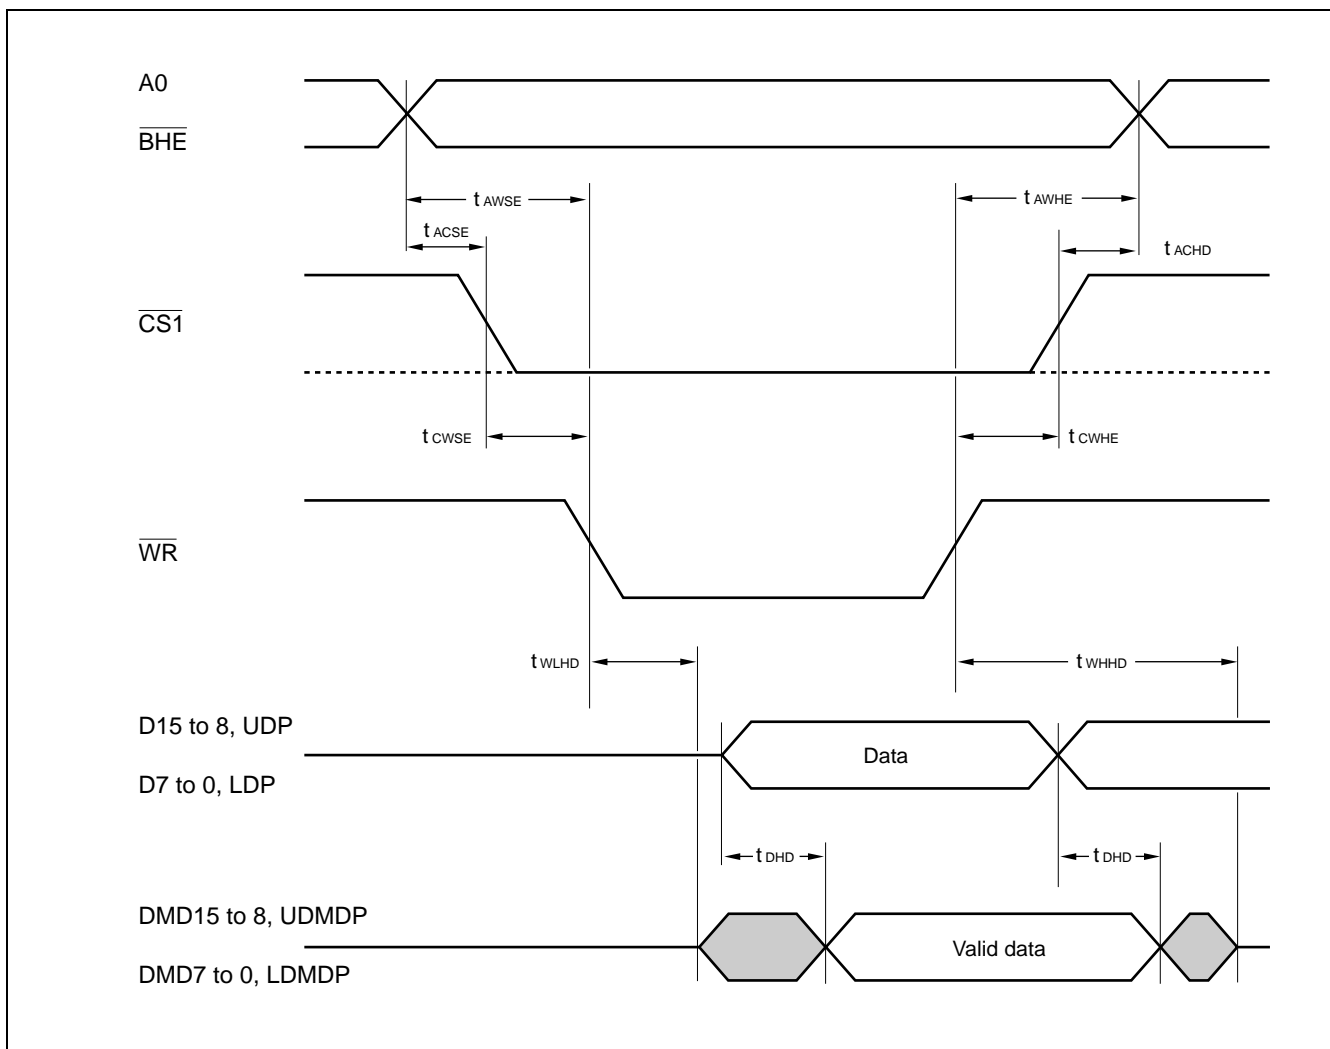 A0
BHE
t AWSE
t AWHE
t ACSE
t ACHD
CS1
t CWSE
t CWHE
WR
t WLHD
t WHHD
D15 to 8, UDP
Data
D7 to 0, LDP
t DHD
t DHD
DMD15 to 8, UDMDP
Valid data
DMD7 to 0, LDMDP